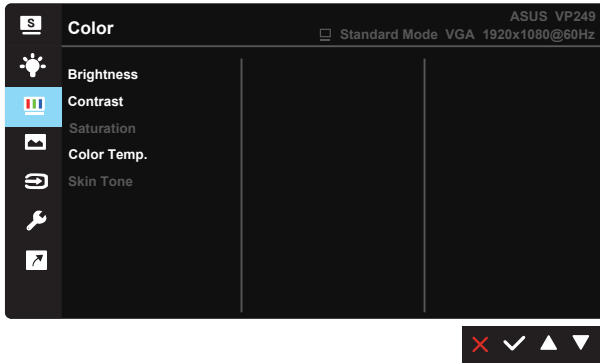 S
Color
ASUS VP249
Standard Mode VGA 1920x1080@60Hz
Brightness
Contrast
Saturation
Color Temp.
Skin Tone